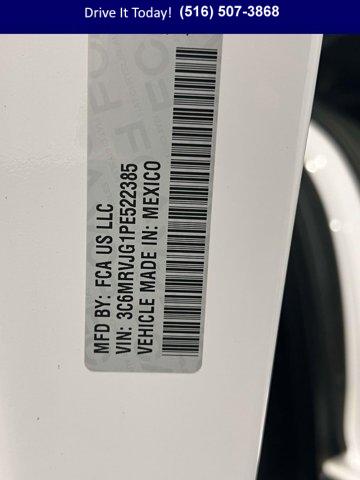 Drive It Today! (516) 507-3868
MFD BY: FCA US LLC
VIN: 3C6MRVJG1PE522385
VEHICLE MADE IN: MEXICO